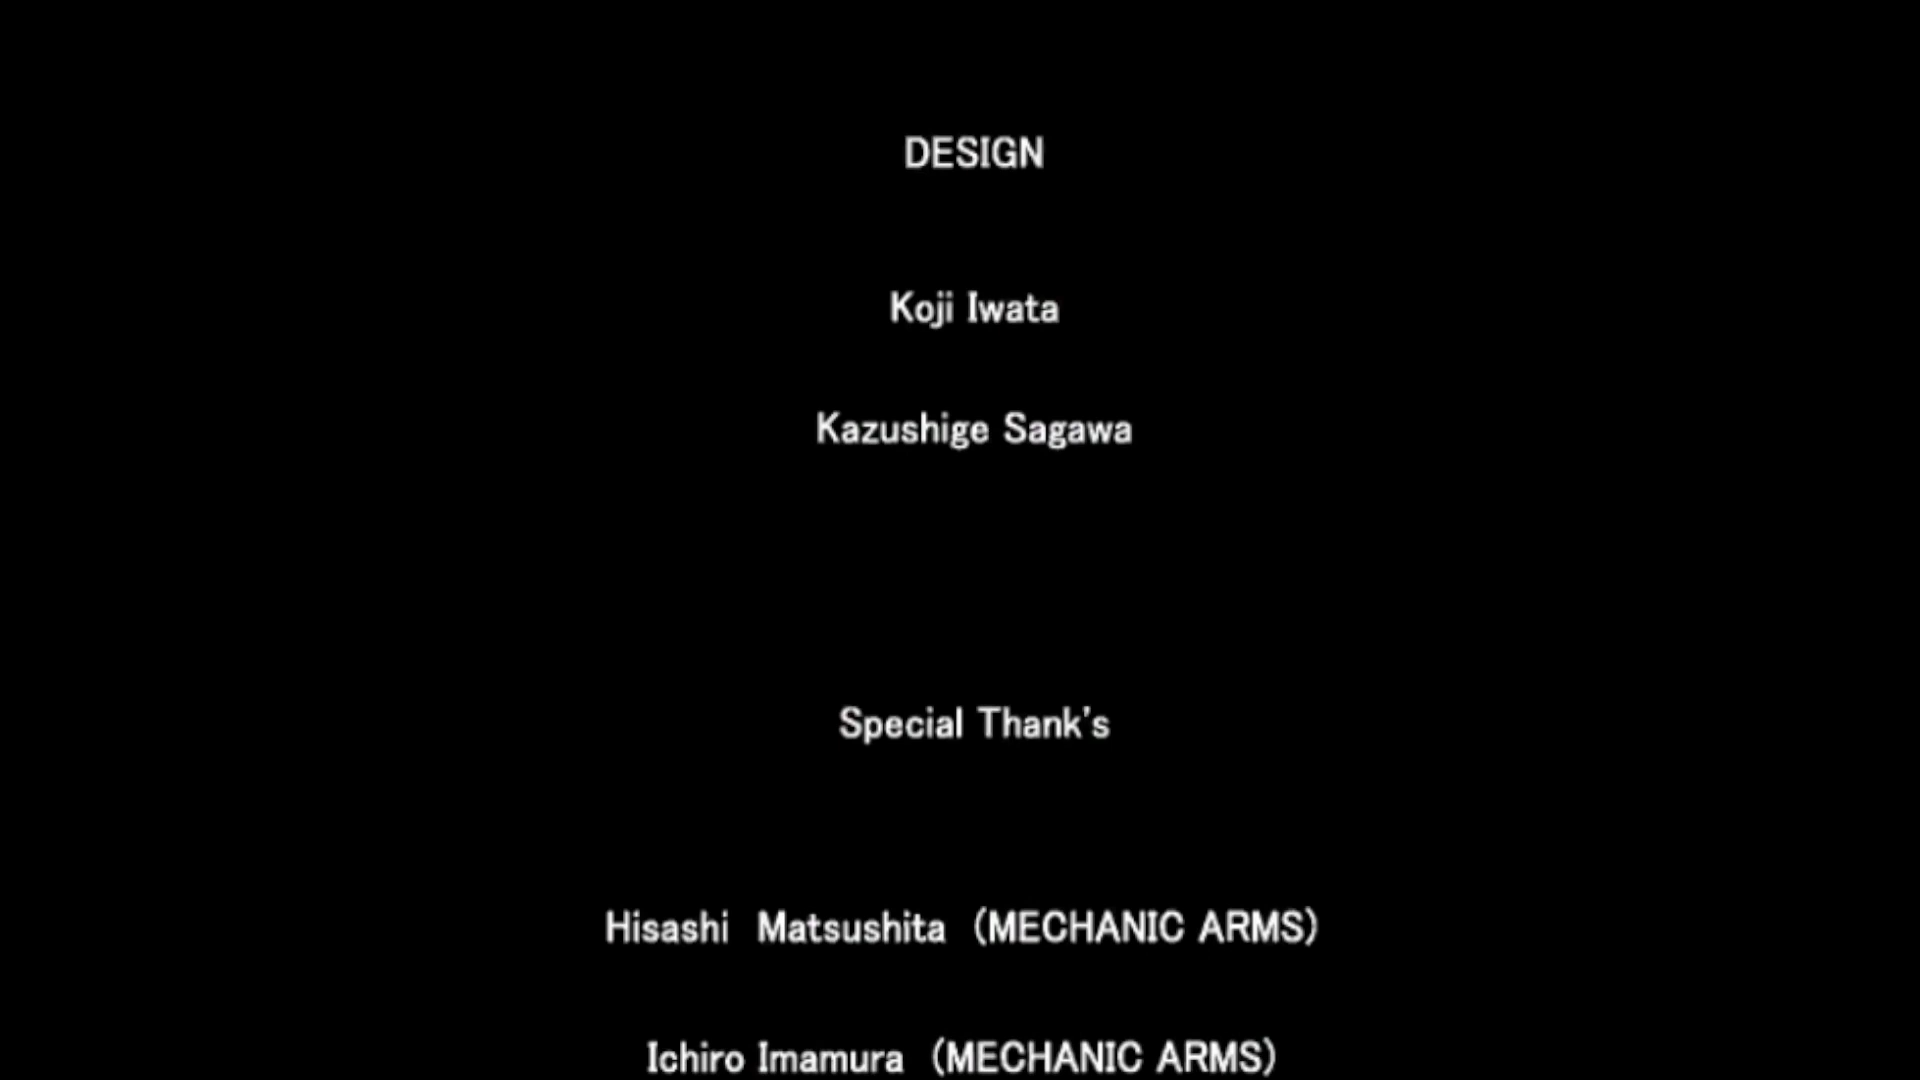 DESIGN
Koji Iwata
Kazushige Sagawa
Special Thank's
Hisashi Matsushita (MECHANIC ARMS)
Ichiro Imamura (MECHANIC ARMS)